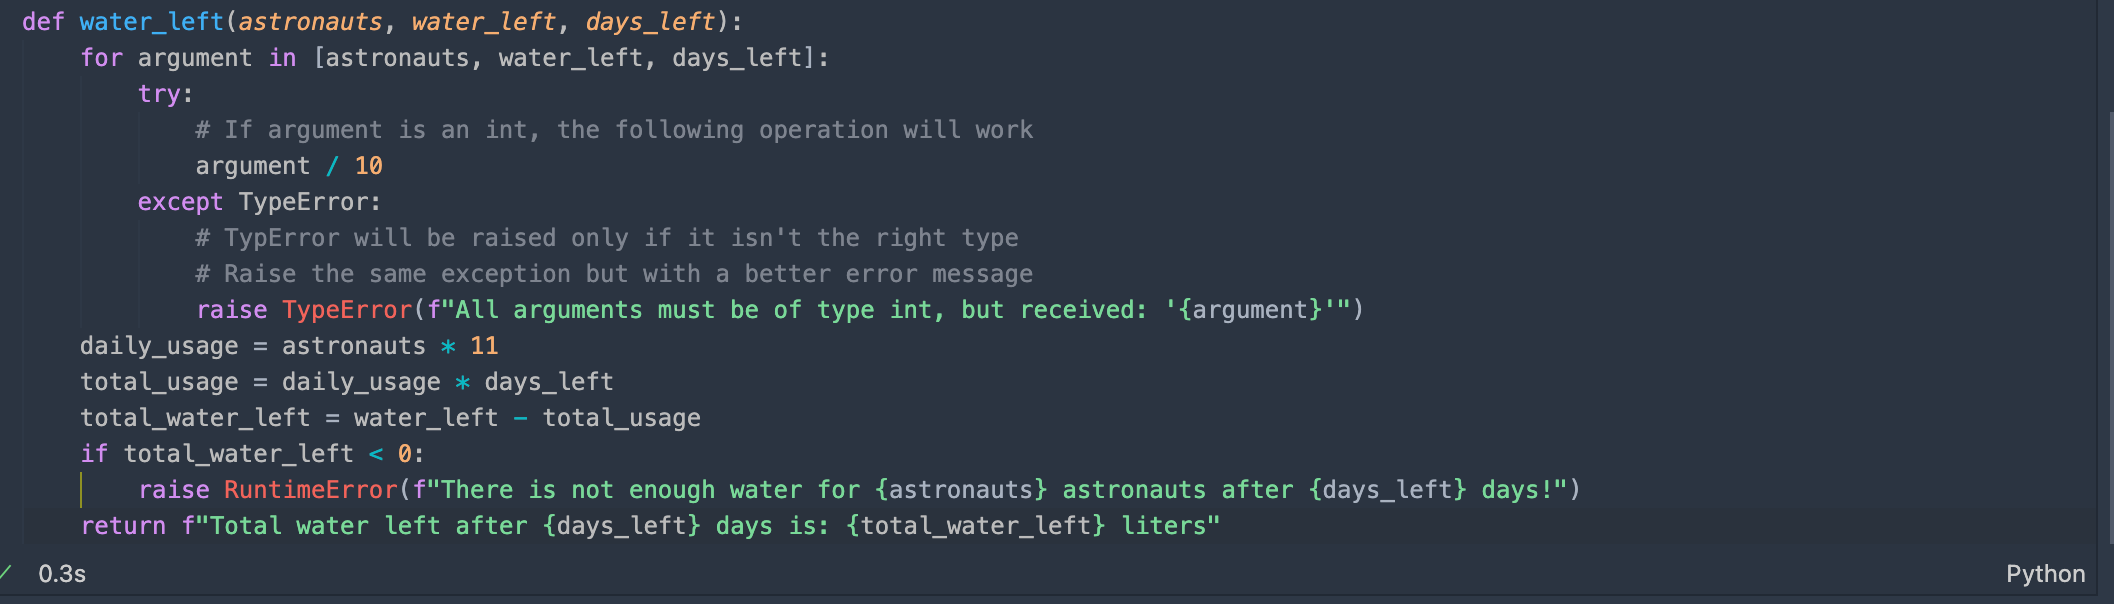 def water_left(astronauts, water_left, days_left):
    for argument in [astronauts, water_left, days_left]:
        try:
            # If argument is an int, the following operation will work
            argument / 10
        except TypeError:
            # TypError will be raised only if it isn't the right type
            # Raise the same exception but with a better error message
            raise TypeError(f"All arguments must be of type int, but received: '{argument}'")
    daily_usage = astronauts * 11
    total_usage = daily_usage * days_left
    total_water_left = water_left - total_usage
    if total_water_left < 0:
        raise RuntimeError(f"There is not enough water for {astronauts} astronauts after {days_left} days!")
    return f"Total water left after {days_left} days is: {total_water_left} liters"
✓ 0.3s Python